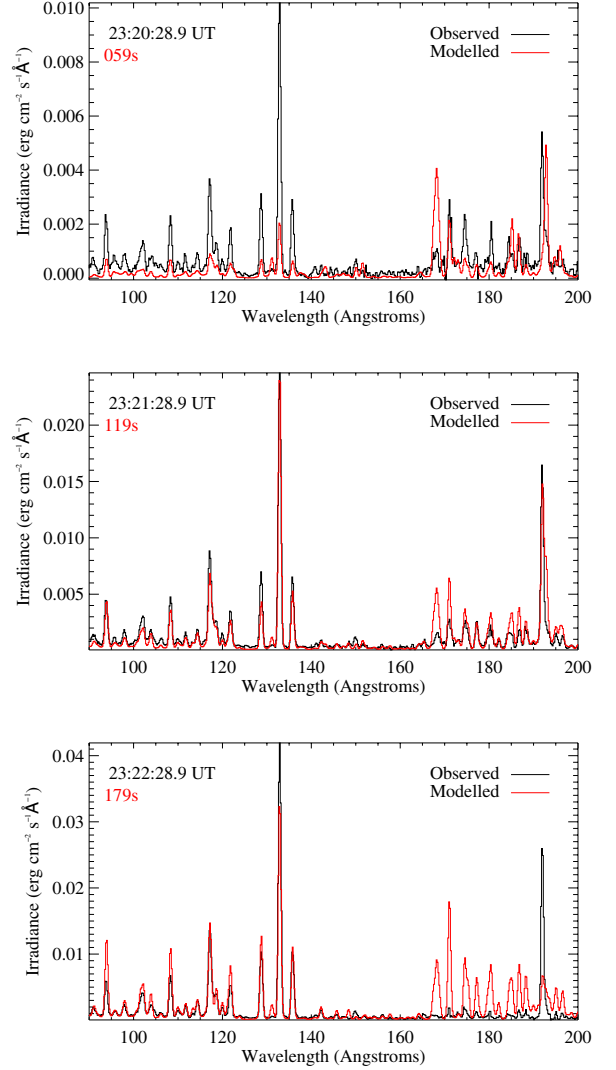 0.010
0.008
0.006
0.004
0.002
0.000
Irradiance (erg cm⁻² s⁻¹Å⁻¹)
23:20:28.9 UT
059s
Observed
Modelled
100 120 140 160 180 200
Wavelength (Angstroms)
0.020
0.015
0.010
0.005
Irradiance (erg cm⁻² s⁻¹Å⁻¹)
23:21:28.9 UT
119s
Observed
Modelled
100 120 140 160 180 200
Wavelength (Angstroms)
0.04
0.03
0.02
0.01
Irradiance (erg cm⁻² s⁻¹Å⁻¹)
23:22:28.9 UT
179s
Observed
Modelled
100 120 140 160 180 200
Wavelength (Angstroms)